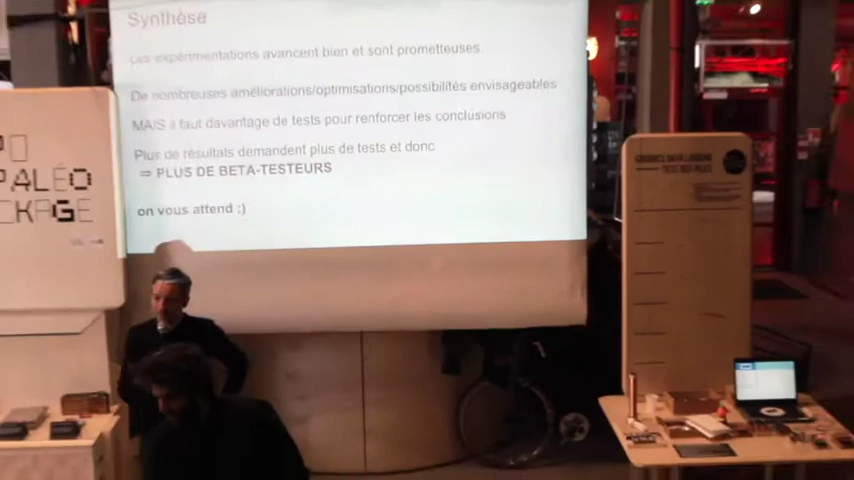 Synthèse
Les expérimentations avancent bien et sont prometteuses.
De nombreuses améliorations/optimisations/possibilités envisageables
MAIS il faut davantage de tests pour renforcer les conclusions
Plus de résultats demandent plus de tests et donc
⇒ PLUS DE BETA-TESTEURS
on vous attend :)
PALÉO